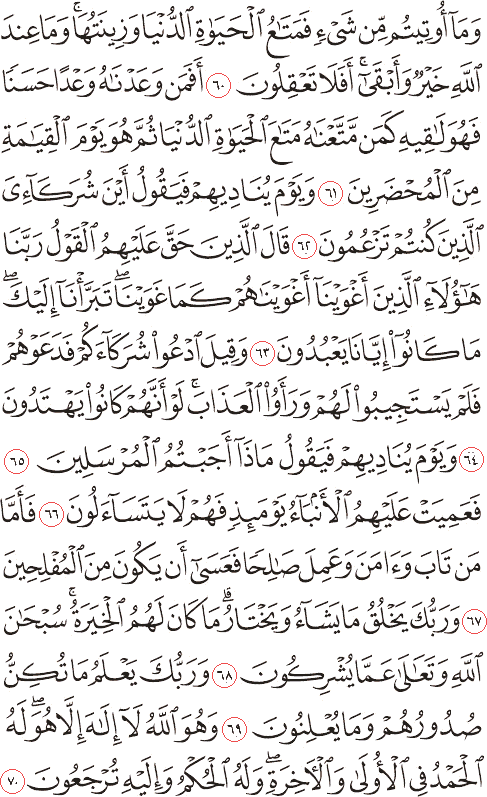 وَمَآ أُوتِيتُم مِّن شَىْءٍ فَمَتَٰعُ ٱلْحَيَوٰةِ ٱلدُّنْيَا وَزِينَتُهَا ۚ وَمَا عِندَ
ٱللَّهِ خَيْرٌ وَأَبْقَىٰٓ ۚ أَفَلَا تَعْقِلُونَ ٦٠ أَفَمَن وَعَدْنَٰهُ وَعْدًا حَسَنًا
فَهُوَ لَٰقِيهِ كَمَن مَّتَّعْنَٰهُ مَتَٰعَ ٱلْحَيَوٰةِ ٱلدُّنْيَا ثُمَّ هُوَ يَوْمَ ٱلْقِيَٰمَةِ
مِنَ ٱلْمُحْضَرِينَ ٦١ وَيَوْمَ يُنَادِيهِمْ فَيَقُولُ أَيْنَ شُرَكَآءِىَ
ٱلَّذِينَ كُنتُمْ تَزْعُمُونَ ٦٢ قَالَ ٱلَّذِينَ حَقَّ عَلَيْهِمُ ٱلْقَوْلُ رَبَّنَا
هَٰٓؤُلَآءِ ٱلَّذِينَ أَغْوَيْنَآ أَغْوَيْنَٰهُمْ كَمَا غَوَيْنَا ۖ تَبَرَّأْنَآ إِلَيْكَ ۖ
مَا كَانُوٓا۟ إِيَّانَا يَعْبُدُونَ ٦٣ وَقِيلَ ٱدْعُوا۟ شُرَكَآءَكُمْ فَدَعَوْهُمْ
فَلَمْ يَسْتَجِيبُوا۟ لَهُمْ وَرَأَوُا۟ ٱلْعَذَابَ ۚ لَوْ أَنَّهُمْ كَانُوا۟ يَهْتَدُونَ
٦٤ وَيَوْمَ يُنَادِيهِمْ فَيَقُولُ مَاذَآ أَجَبْتُمُ ٱلْمُرْسَلِينَ ٦٥
فَعَمِيَتْ عَلَيْهِمُ ٱلْأَنۢبَآءُ يَوْمَئِذٍ فَهُمْ لَا يَتَسَآءَلُونَ ٦٦ فَأَمَّا
مَن تَابَ وَءَامَنَ وَعَمِلَ صَٰلِحًا فَعَسَىٰٓ أَن يَكُونَ مِنَ ٱلْمُفْلِحِينَ
٦٧ وَرَبُّكَ يَخْلُقُ مَا يَشَآءُ وَيَخْتَارُ ۗ مَا كَانَ لَهُمُ ٱلْخِيَرَةُ ۚ سُبْحَٰنَ
ٱللَّهِ وَتَعَٰلَىٰ عَمَّا يُشْرِكُونَ ٦٨ وَرَبُّكَ يَعْلَمُ مَا تُكِنُّ
صُدُورُهُمْ وَمَا يُعْلِنُونَ ٦٩ وَهُوَ ٱللَّهُ لَآ إِلَٰهَ إِلَّا هُوَ ۖ لَهُ
ٱلْحَمْدُ فِى ٱلْأُولَىٰ وَٱلْءَاخِرَةِ ۖ وَلَهُ ٱلْحُكْمُ وَإِلَيْهِ تُرْجَعُونَ ٧٠